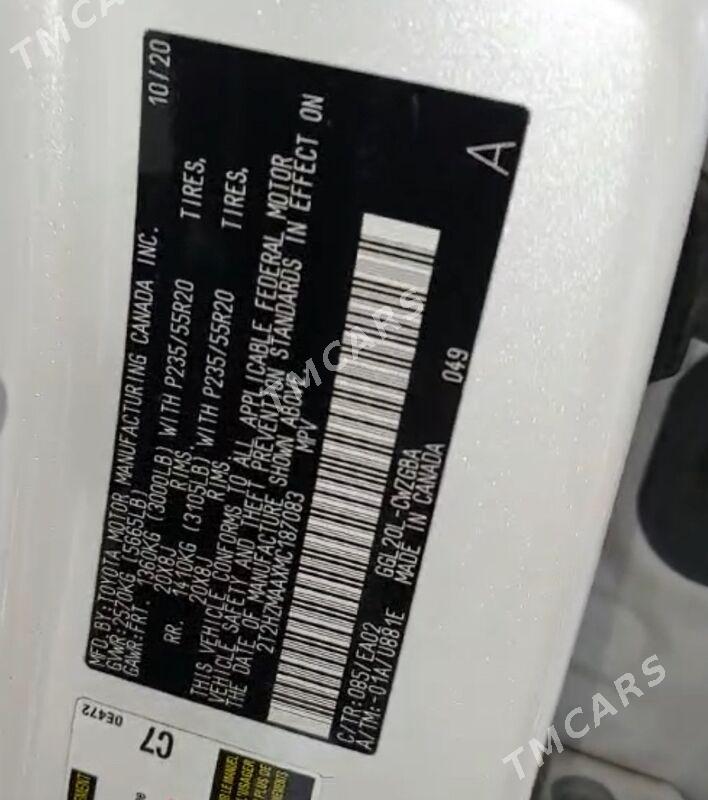 MFD. BY: TOYOTA MOTOR MANUFACTURING CANADA INC. 10/20
GVWR: 2570KG (5665LB)
GAWR: FRT. 1360KG (3000LB) WITH P235/55R20 TIRES,
20X8J RIMS
RR. 1410KG (3105LB) WITH P235/55R20 TIRES,
20X8J RIMS
THIS VEHICLE CONFORMS TO ALL APPLICABLE FEDERAL MOTOR
VEHICLE SAFETY AND THEFT PREVENTION STANDARDS IN EFFECT ON
THE DATE OF MANUFACTURE SHOWN ABOVE.
2T2HZMAAXMC187083 MPV
C/TR: 085/EA02 GGL20L-CWZGBA 049
A/TM:-01A/U881E MADE IN CANADA
A
0E472
C7
TMCARS
TMCARS
TMCARS